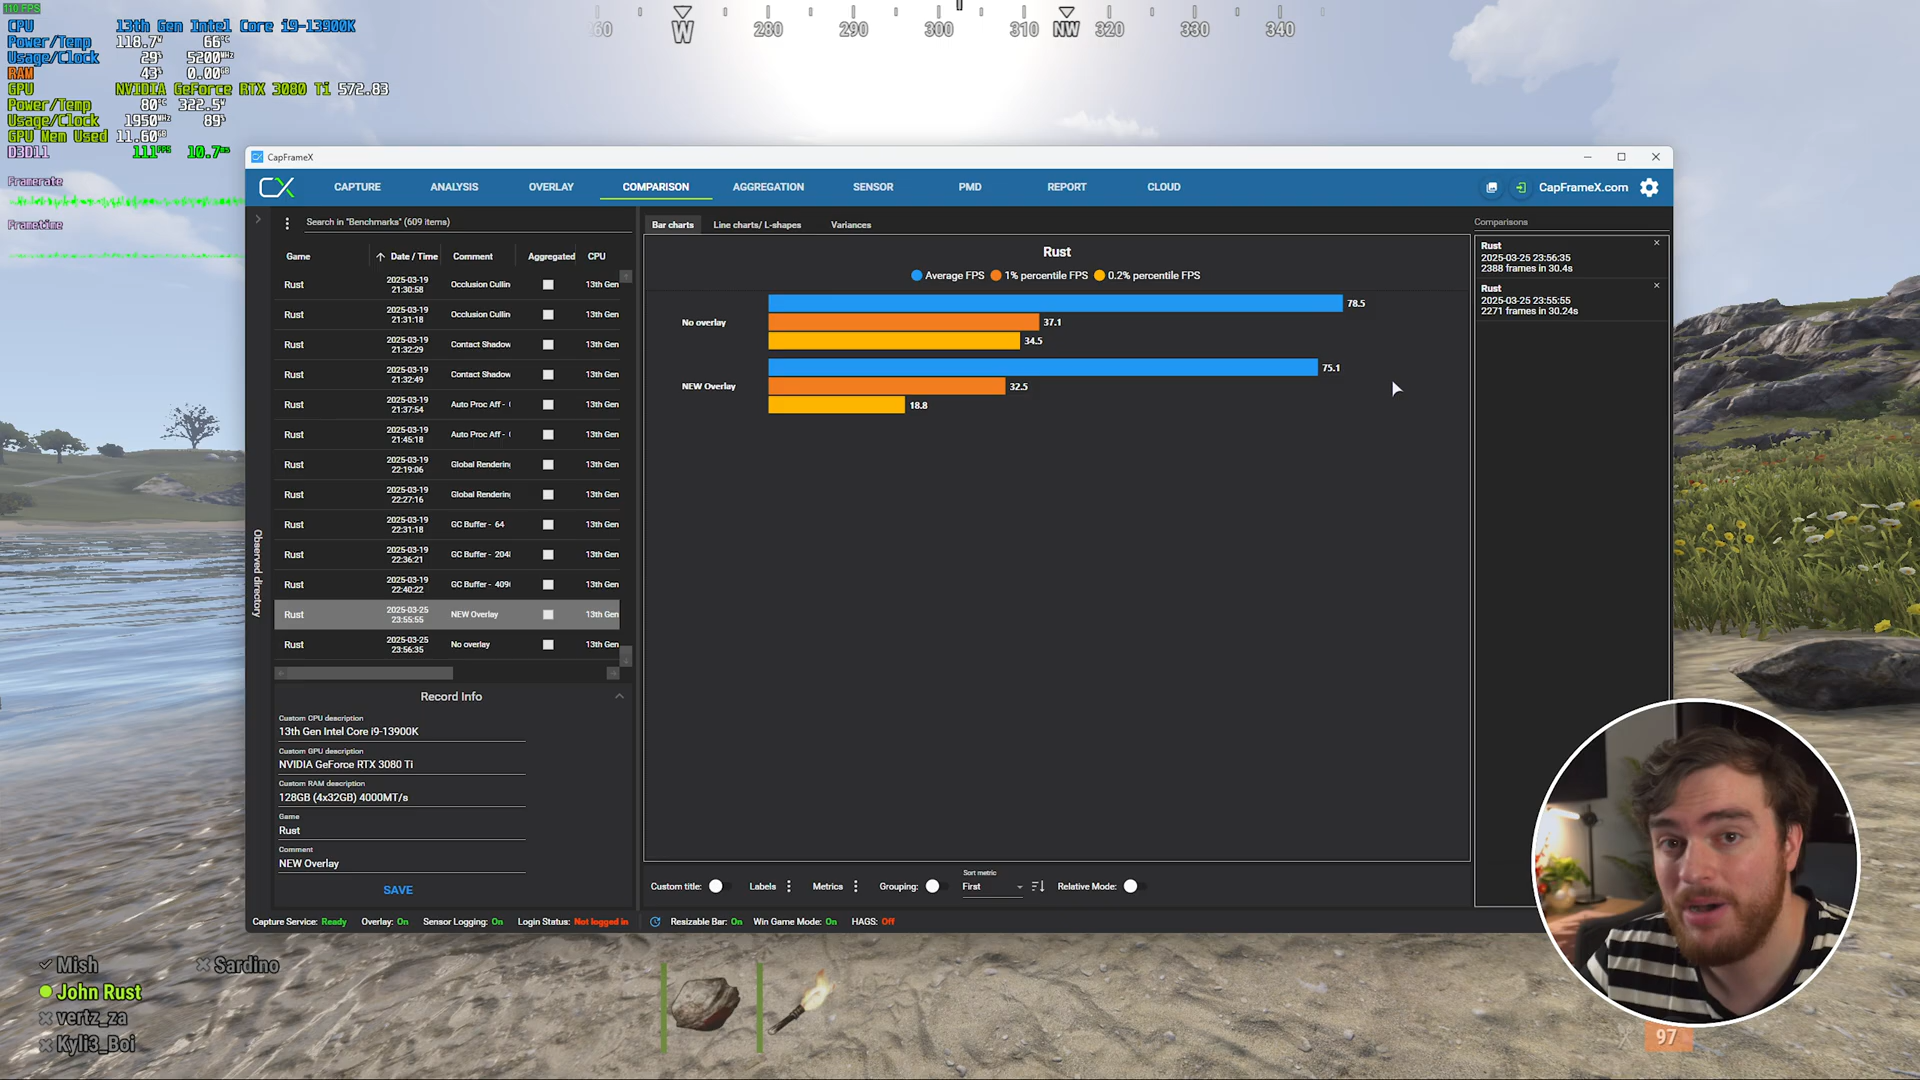 110 FPS
CPU 13th Gen Intel Core i9-13900K
Power/Temp 118.7W 66°C
Usage/Clock 29% 5200MHz
RAM 43% 0.00GB
GPU NVIDIA GeForce RTX 3080 Ti 572.83
Power/Temp 80°C 322.5W
Usage/Clock 1950MHz 89%
GPU Mem Used 11.60GB
D3D11 111FPS 10.7ms
Framerate
Frametime
W 280 290 300 310 NW 320 330 340
CapFrameX
CX CAPTURE ANALYSIS OVERLAY COMPARISON AGGREGATION SENSOR PMD REPORT CLOUD CapFrameX.com
Search in "Benchmarks" (609 items)
Game Date / Time Comment Aggregated CPU
Rust 2025-03-19 21:30:58 Occlusion Cullin 13th Gen
Rust 2025-03-19 21:31:18 Occlusion Cullin 13th Gen
Rust 2025-03-19 21:32:29 Contact Shadow 13th Gen
Rust 2025-03-19 21:32:49 Contact Shadow 13th Gen
Rust 2025-03-19 21:37:54 Auto Proc Aff - 13th Gen
Rust 2025-03-19 21:45:18 Auto Proc Aff - 13th Gen
Rust 2025-03-19 22:19:06 Global Rendering 13th Gen
Rust 2025-03-19 22:27:16 Global Rendering 13th Gen
Rust 2025-03-19 22:31:18 GC Buffer - 64 13th Gen
Rust 2025-03-19 22:36:21 GC Buffer - 204 13th Gen
Rust 2025-03-19 22:40:22 GC Buffer - 409 13th Gen
Rust 2025-03-25 23:55:55 NEW Overlay 13th Gen
Rust 2025-03-25 23:56:35 No overlay 13th Gen
Observed directory
Record Info
Custom CPU description
13th Gen Intel Core i9-13900K
Custom GPU description
NVIDIA GeForce RTX 3080 Ti
Custom RAM description
128GB (4x32GB) 4000MT/s
Game
Rust
Comment
NEW Overlay
SAVE
Bar charts Line charts/ L-shapes Variances
Rust
Average FPS 1% percentile FPS 0.2% percentile FPS
No overlay
78.5
37.1
34.5
NEW Overlay
75.1
32.5
18.8
Comparisons
Rust
2025-03-25 23:56:35
2388 frames in 30.4s
Rust
2025-03-25 23:55:55
2271 frames in 30.24s
Custom title: Labels Metrics Grouping: Sort metric First Relative Mode:
Capture Service: Ready Overlay: On Sensor Logging: On Login Status: Not logged in Resizable Bar: On Win Game Mode: On HAGS: Off
Mish Sardino
John Rust
vertz_za
Kyli3_Boi
97